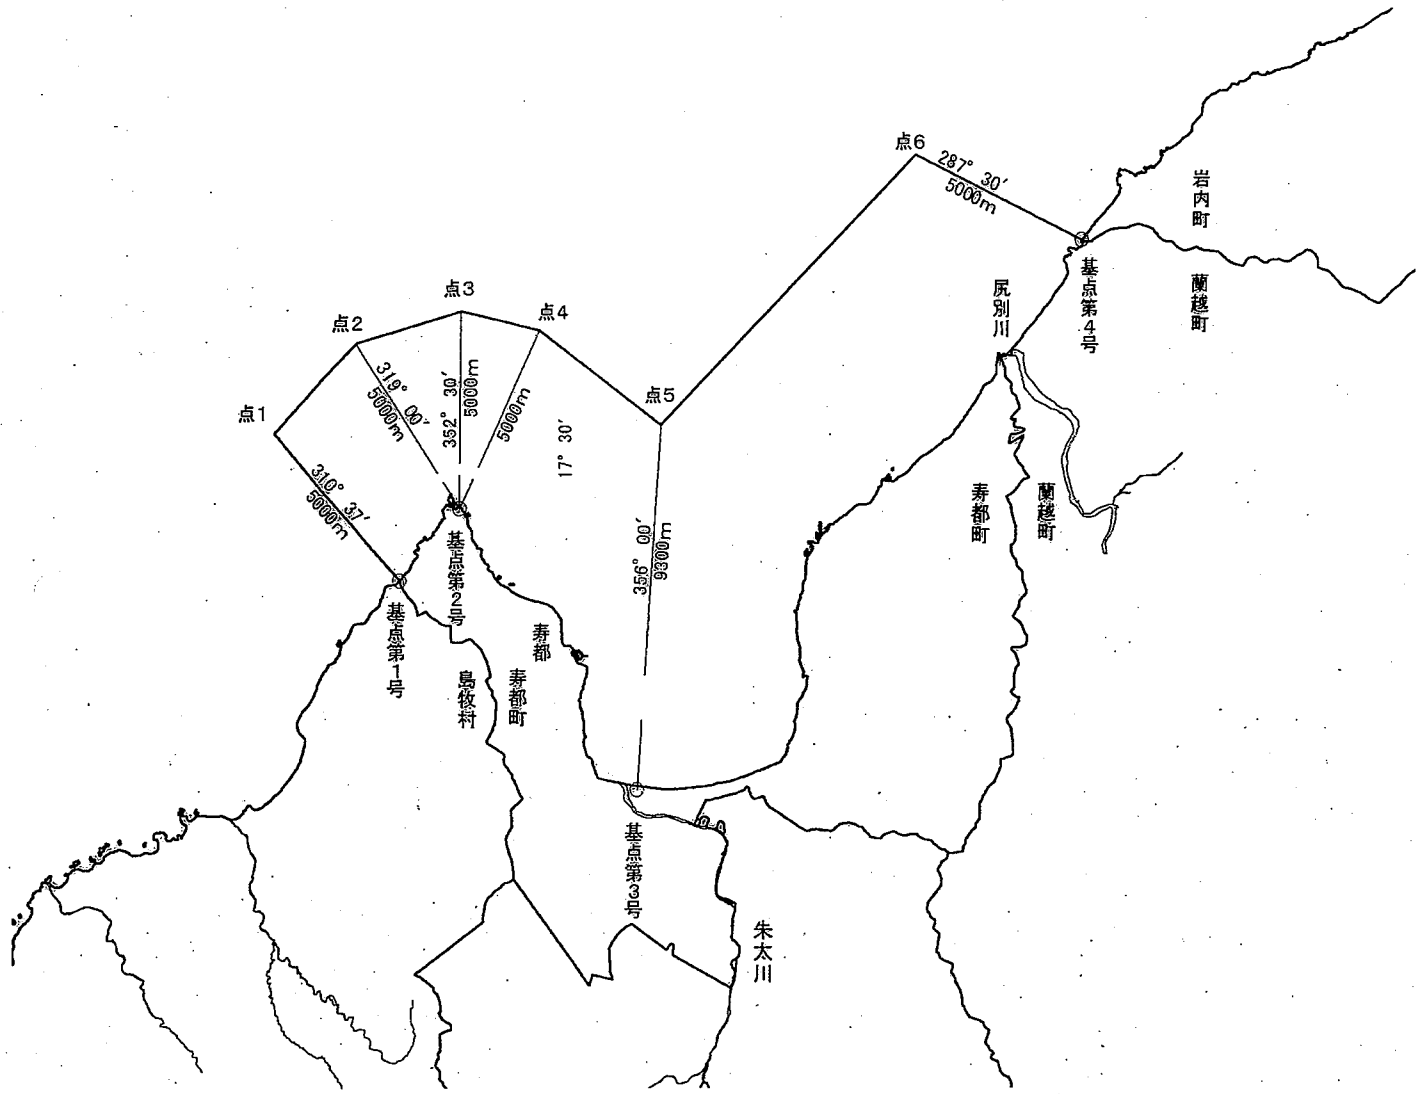 点6
287° 30′
5000m
岩内町
基点第4号
蘭越町
尻別川
点3
点2
点4
点1
点5
319° 00′
5000m
352° 30′
5000m
5000m
17° 30′
310° 37′
5000m
寿都町
蘭越町
356° 00′
9300m
基点第2号
基点第1号
寿都
島牧村
寿都町
基点第3号
朱太川